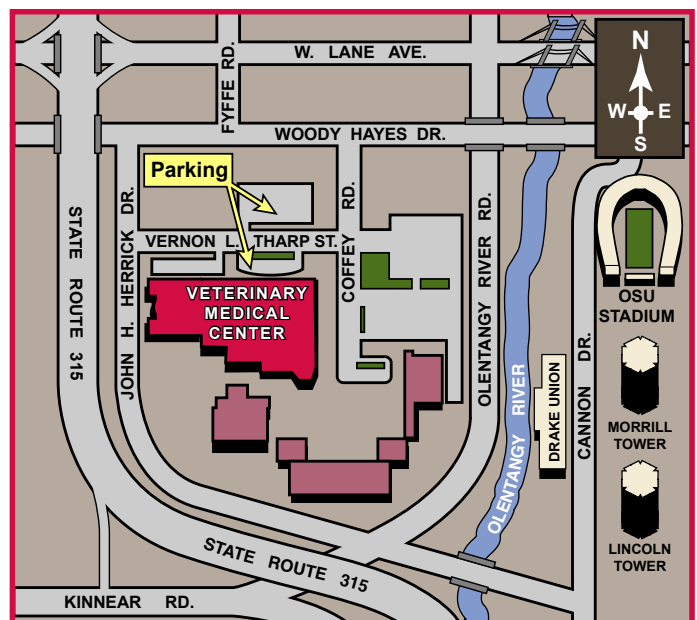 W. LANE AVE.
FYFFE RD.
WOODY HAYES DR.
N
W E
S
Parking
VERNON L. THARP ST.
COFFEY RD.
JOHN H. HERRICK DR.
STATE ROUTE 315
OLENTANGY RIVER RD.
VETERINARY
MEDICAL
CENTER
OSU
STADIUM
CANNON DR.
DRAKE UNION
OLENTANGY RIVER
MORRILL
TOWER
LINCOLN
TOWER
STATE ROUTE 315
KINNEAR RD.